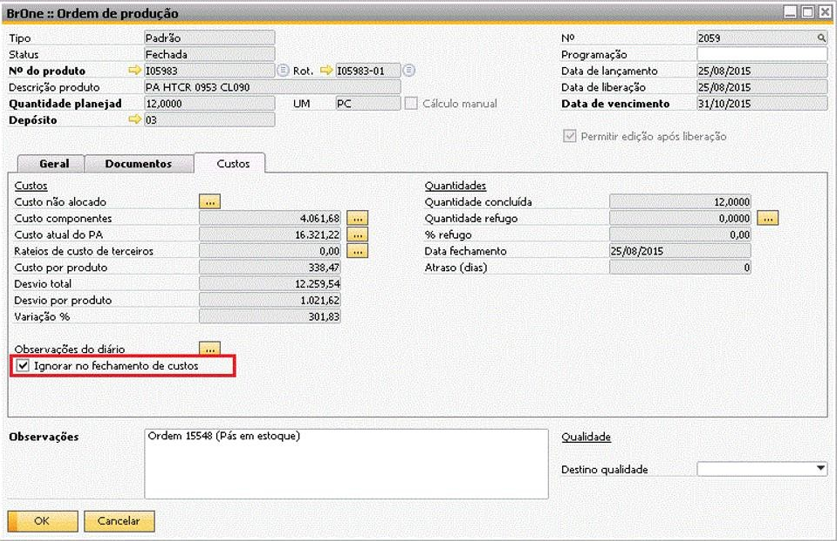 BrOne :: Ordem de produção
Tipo Padrão Nº 2059
Status Fechada Programação
Nº do produto I05983 Rot. I05983-01 Data de lançamento 25/08/2015
Descrição produto PA HTCR 0953 CL090 Data de liberação 25/08/2015
Quantidade planejad 12,0000 UM PC Cálculo manual Data de vencimento 31/10/2015
Depósito 03
Permitir edição após liberação
Geral Documentos Custos
Custos Quantidades
Custo não alocado ... Quantidade concluída 12,0000
Custo componentes 4.061,68 ... Quantidade refugo 0,0000 ...
Custo atual do PA 16.321,22 ... % refugo 0,00
Rateios de custo de terceiros 0,00 ... Data fechamento 25/08/2015
Custo por produto 338,47 Atraso (dias) 0
Desvio total 12.259,54
Desvio por produto 1.021,62
Variação % 301,83
Observações do diário ...
Ignorar no fechamento de custos
Observações Ordem 15548 (Pás em estoque) Qualidade
Destino qualidade
OK Cancelar